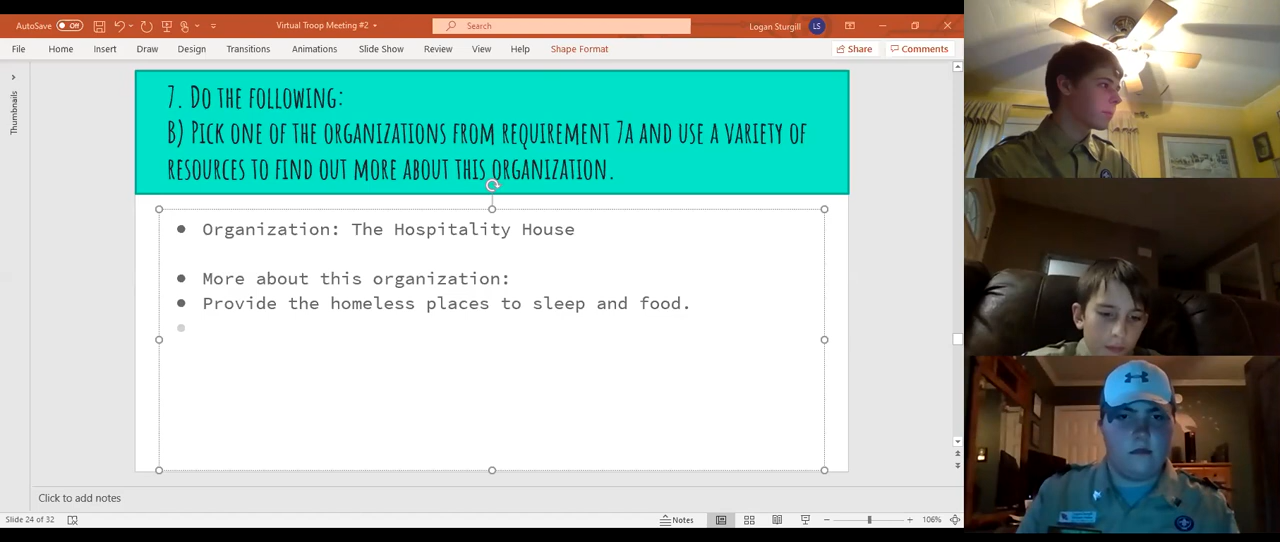 AutoSave Off Virtual Troop Meeting #2 Search Logan Sturgill LS
File Home Insert Draw Design Transitions Animations Slide Show Review View Help Shape Format Share Comments
Thumbnails
7. Do the following:
B) Pick one of the organizations from requirement 7a and use a variety of
resources to find out more about this organization.
● Organization: The Hospitality House
● More about this organization:
● Provide the homeless places to sleep and food.
●
Click to add notes
Slide 24 of 32 Notes 106%